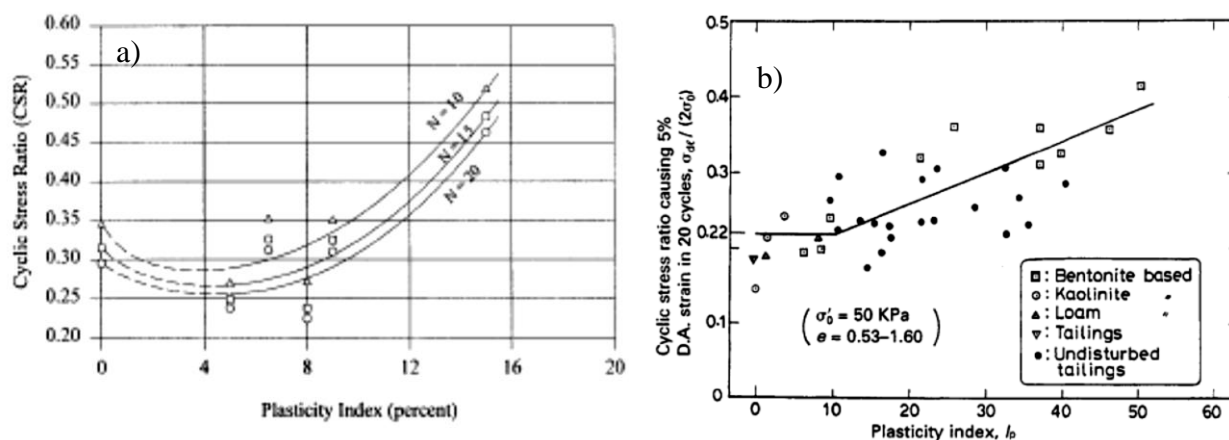 a)
0.60
0.55
0.50
0.45
0.40
0.35
0.30
0.25
0.20
Cyclic Stress Ratio (CSR)
N = 10
N = 15
N = 20
0 4 8 12 16 20
Plasticity Index (percent)
b)
0.5
0.4
0.3
0.22
0.1
0
Cyclic stress ratio causing 5%
D.A. strain in 20 cycles, σdℓ / (2σ′0)
( σ′0 = 50 KPa
e = 0.53–1.60 )
: Bentonite based
: Kaolinite 〃
: Loam 〃
: Tailings
: Undisturbed
tailings
0 10 20 30 40 50 60
Plasticity index, Ip